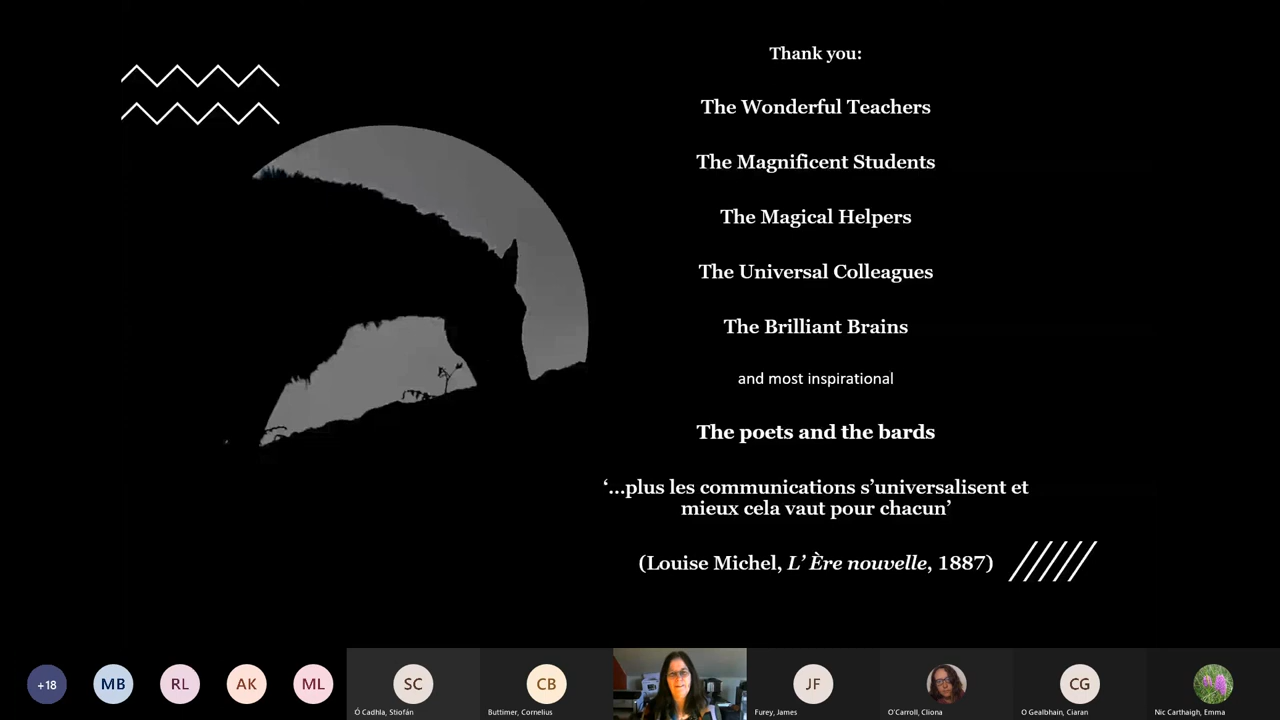 Thank you:
The Wonderful Teachers
The Magnificent Students
The Magical Helpers
The Universal Colleagues
The Brilliant Brains
and most inspirational
The poets and the bards
‘...plus les communications s’universalisent et
mieux cela vaut pour chacun’
(Louise Michel, L’ Ère nouvelle, 1887)
+18
MB
RL
AK
ML
SC
CB
JF
CG
Ó Cadhla, Stiofán
Buttimer, Cornelius
Furey, James
O'Carroll, Cliona
O Gealbhain, Ciaran
Nic Carthaigh, Emma